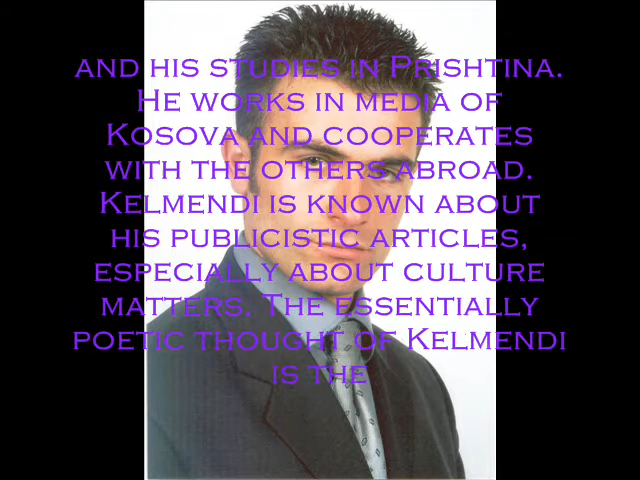 and his studies in Prishtina.
He works in media of
Kosova and cooperates
with the others abroad.
Kelmendi is known about
his publicistic articles,
especially about culture
matters. The essentially
poetic thought of Kelmendi
is the